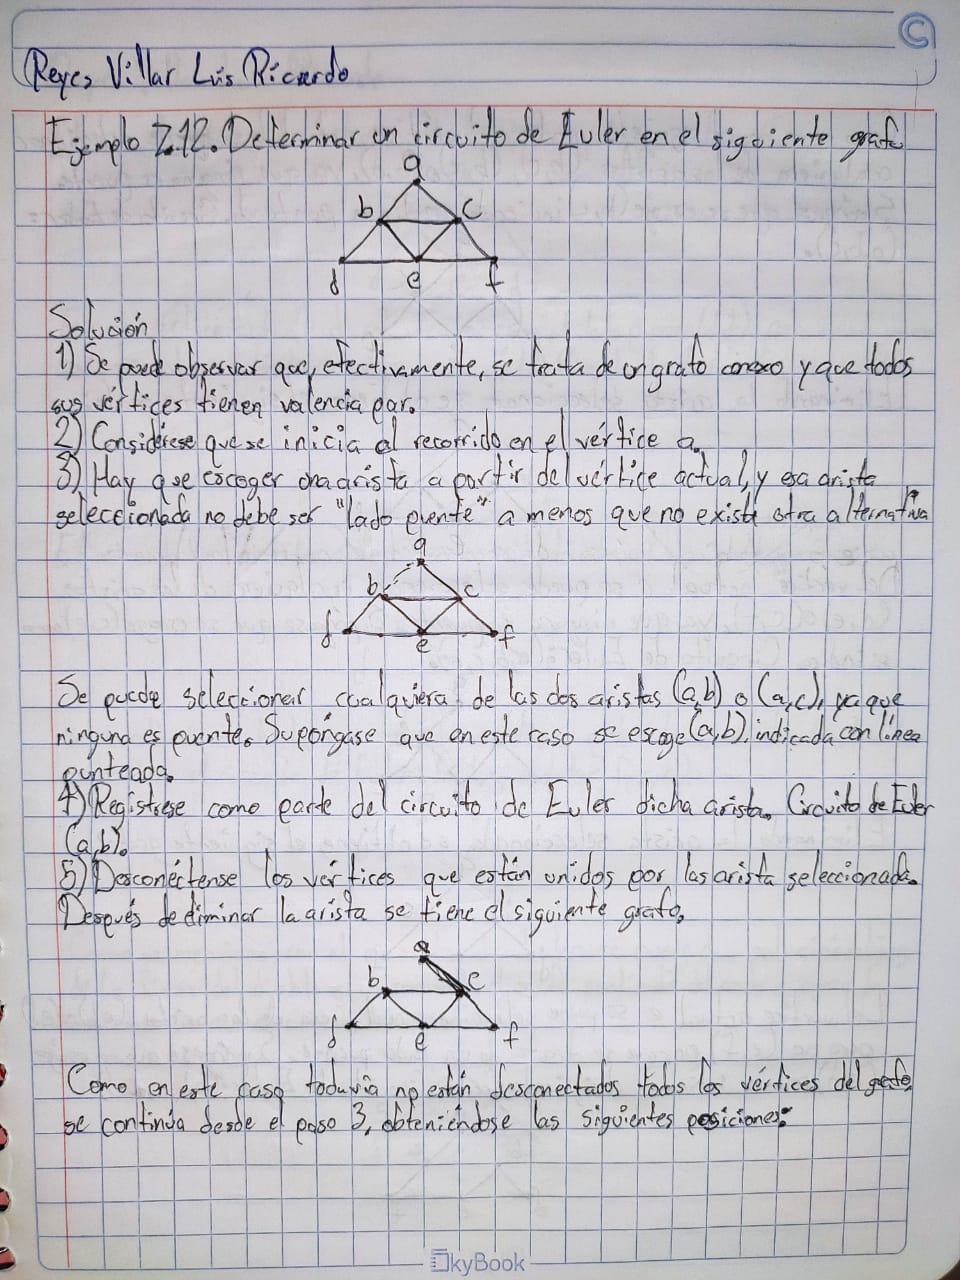 Reyes Villar Luis Ricardo
Ejemplo 7.12. Determinar un circuito de Euler en el siguiente grafo
a
b c
d e f
Solución
1) Se puede observar que, efectivamente, se trata de un grafo conexo y que todos
sus vértices tienen valencia par.
2) Considérese que se inicia el recorrido en el vértice a.
3) Hay que escoger una arista a partir del vértice actual, y esa arista
seleccionada no debe ser "lado puente" a menos que no exista otra alternativa
a
b c
d e f
Se puede seleccionar cualquiera de las dos aristas (a,b) o (a,c), ya que
ninguna es puente. Supóngase que en este caso se escoge (a,b), indicada con línea
punteada.
4) Regístrese como parte del circuito de Euler dicha arista. Circuito de Euler
(a,b).
5) Desconéctense los vértices que están unidos por las arista seleccionada.
Después de eliminar la arista se tiene el siguiente grafo.
a
b c
d e f
Como en este caso todavía no están desconectados todos los vértices del grafo,
se continúa desde el paso 3, obteniéndose las siguientes posiciones:
SkyBook